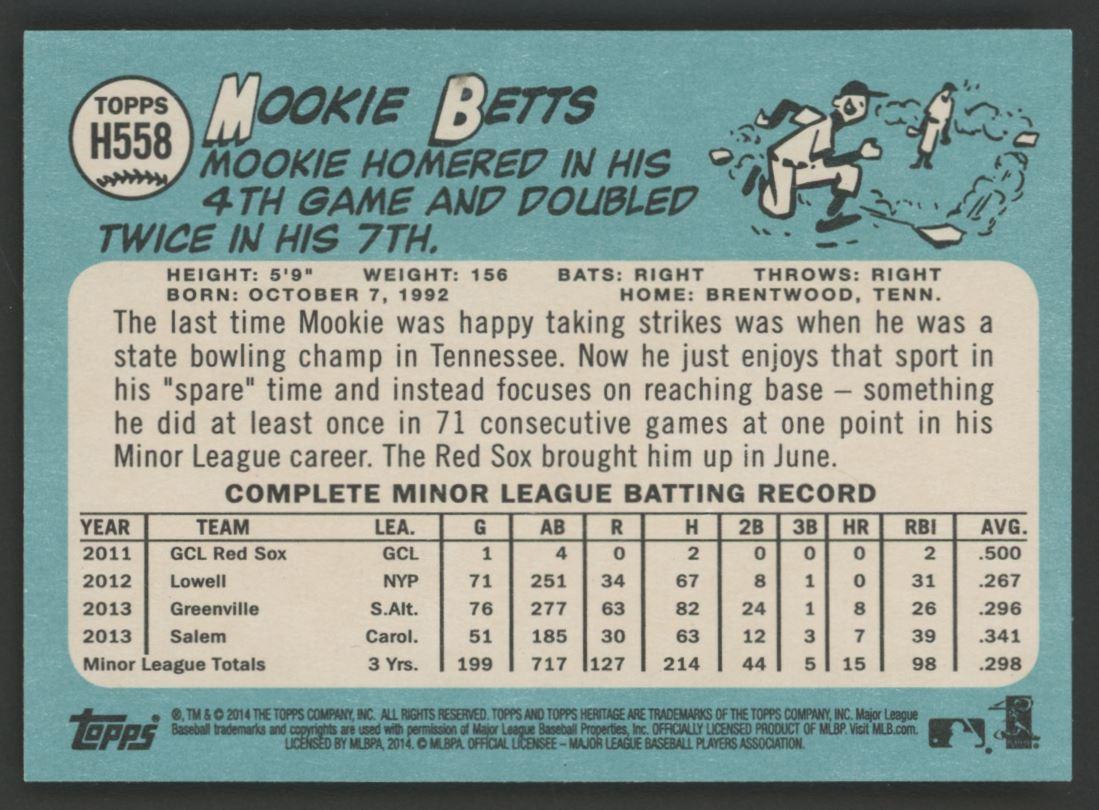 TOPPS
H558
MOOKIE BETTS
MOOKIE HOMERED IN HIS
4TH GAME AND DOUBLED
TWICE IN HIS 7TH.
HEIGHT: 5'9" WEIGHT: 156 BATS: RIGHT THROWS: RIGHT
BORN: OCTOBER 7, 1992 HOME: BRENTWOOD, TENN.
The last time Mookie was happy taking strikes was when he was a
state bowling champ in Tennessee. Now he just enjoys that sport in
his "spare" time and instead focuses on reaching base – something
he did at least once in 71 consecutive games at one point in his
Minor League career. The Red Sox brought him up in June.
COMPLETE MINOR LEAGUE BATTING RECORD
YEAR TEAM LEA. G AB R H 2B 3B HR RBI AVG.
2011 GCL Red Sox GCL 1 4 0 2 0 0 0 2 .500
2012 Lowell NYP 71 251 34 67 8 1 0 31 .267
2013 Greenville S.Alt. 76 277 63 82 24 1 8 26 .296
2013 Salem Carol. 51 185 30 63 12 3 7 39 .341
Minor League Totals 3 Yrs. 199 717 127 214 44 5 15 98 .298
topps
®, TM & © 2014 THE TOPPS COMPANY, INC. ALL RIGHTS RESERVED. TOPPS AND TOPPS HERITAGE ARE TRADEMARKS OF THE TOPPS COMPANY, INC. Major League
Baseball trademarks and copyrights are used with permission of Major League Baseball Properties, Inc. OFFICIALLY LICENSED PRODUCT OF MLBP. Visit MLB.com.
LICENSED BY MLBPA, 2014. © MLBPA. OFFICIAL LICENSEE – MAJOR LEAGUE BASEBALL PLAYERS ASSOCIATION.